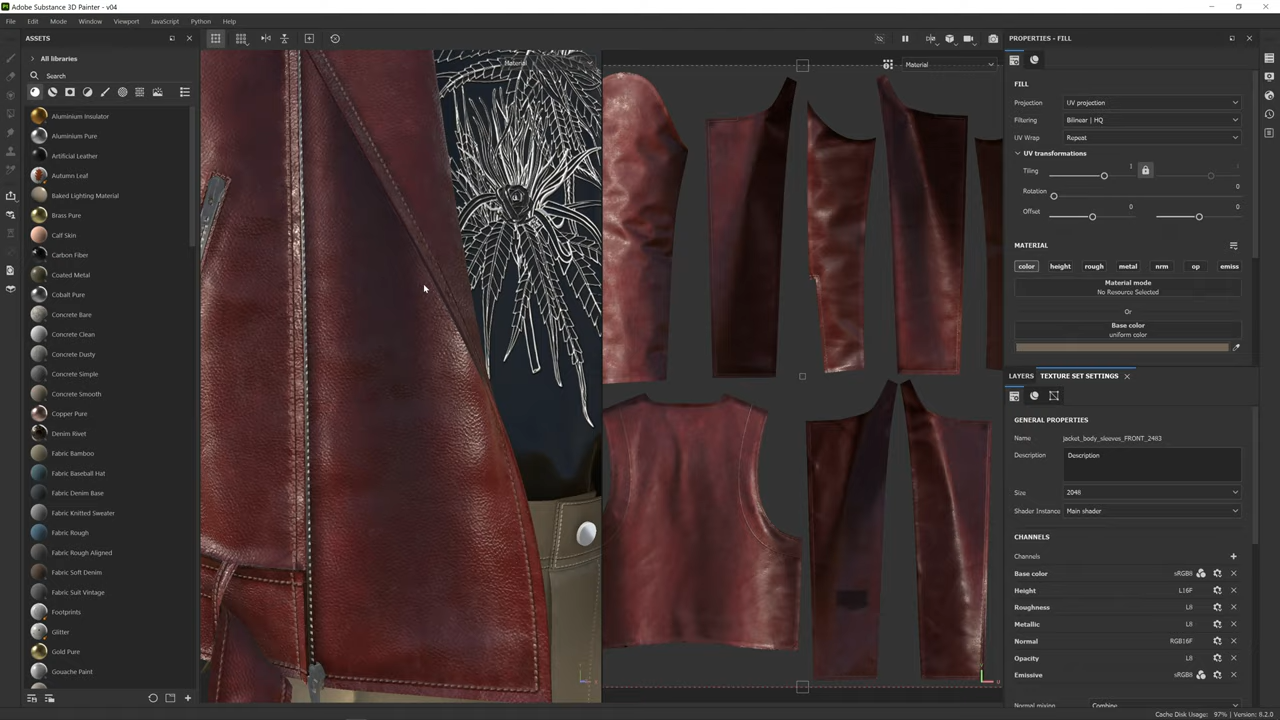 Adobe Substance 3D Painter - v04
File Edit Mode Window Viewport JavaScript Python Help
ASSETS
All libraries
Search
Aluminium Insulator
Aluminium Pure
Artificial Leather
Autumn Leaf
Baked Lighting Material
Brass Pure
Calf Skin
Carbon Fiber
Coated Metal
Cobalt Pure
Concrete Bare
Concrete Clean
Concrete Dusty
Concrete Simple
Concrete Smooth
Copper Pure
Denim Rivet
Fabric Bamboo
Fabric Baseball Hat
Fabric Denim Base
Fabric Knitted Sweater
Fabric Rough
Fabric Rough Aligned
Fabric Soft Denim
Fabric Suit Vintage
Footprints
Glitter
Gold Pure
Gouache Paint
Material
Material
PROPERTIES - FILL
FILL
Projection UV projection
Filtering Bilinear | HQ
UV Wrap Repeat
UV transformations
Tiling 1 1
Rotation 0
Offset 0 0
MATERIAL
color height rough metal nrm op emiss
Material mode
No Resource Selected
Or
Base color
uniform color
LAYERS TEXTURE SET SETTINGS
GENERAL PROPERTIES
Name jacket_body_sleeves_FRONT_2483
Description Description
Size 2048
Shader Instance Main shader
CHANNELS
Channels
Base color sRGB8
Height L16F
Roughness L8
Metallic L8
Normal RGB16F
Opacity L8
Emissive sRGB8
Normal mixing Combine
Cache Disk Usage: 97% | Version: 8.2.0